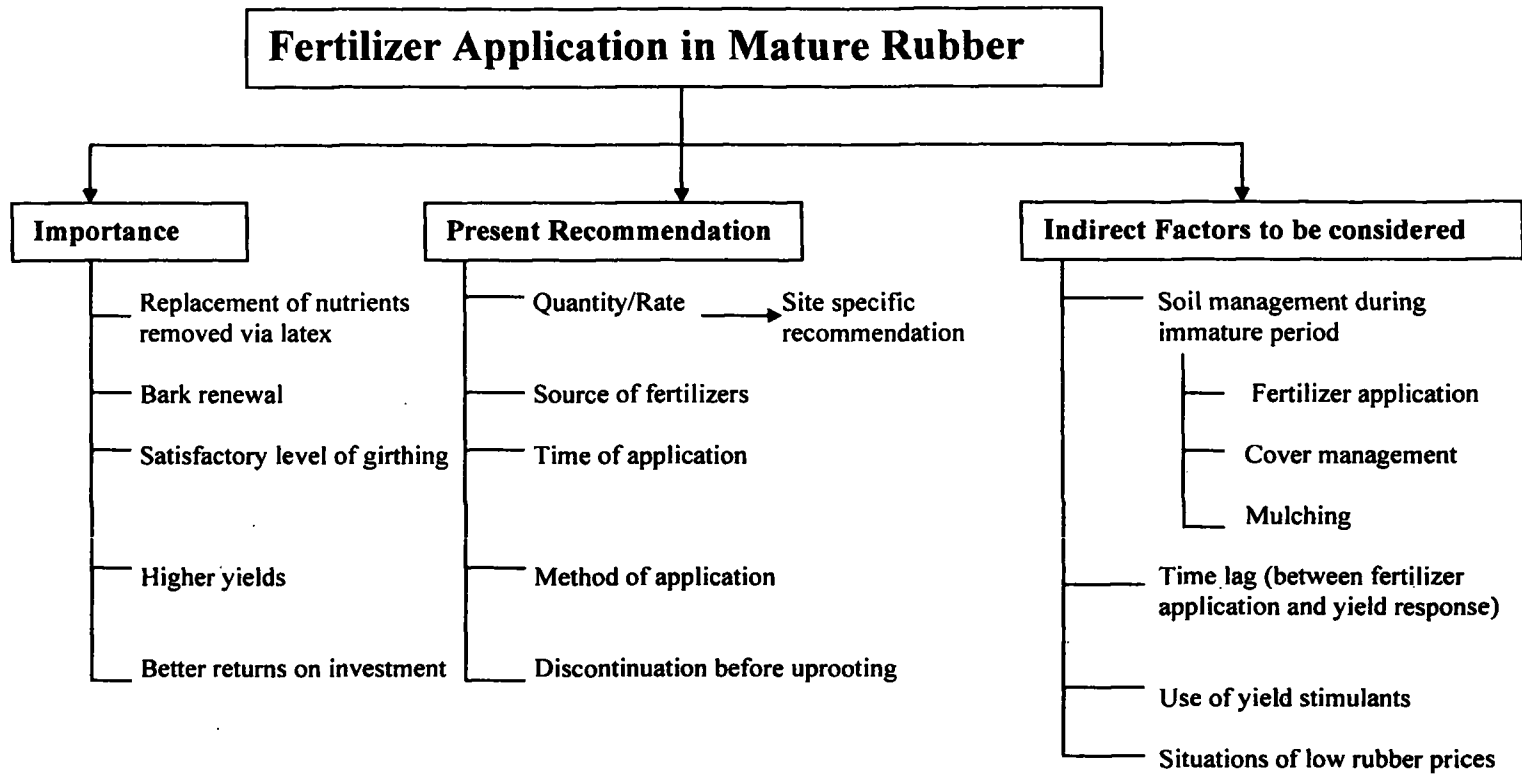 Fertilizer Application in Mature Rubber
Importance
Replacement of nutrients
removed via latex
Bark renewal
Satisfactory level of girthing
Higher yields
Better returns on investment
Present Recommendation
Quantity/Rate
Site specific
recommendation
Source of fertilizers
Time of application
Method of application
Discontinuation before uprooting
Indirect Factors to be considered
Soil management during
immature period
Fertilizer application
Cover management
Mulching
Time lag (between fertilizer
application and yield response)
Use of yield stimulants
Situations of low rubber prices